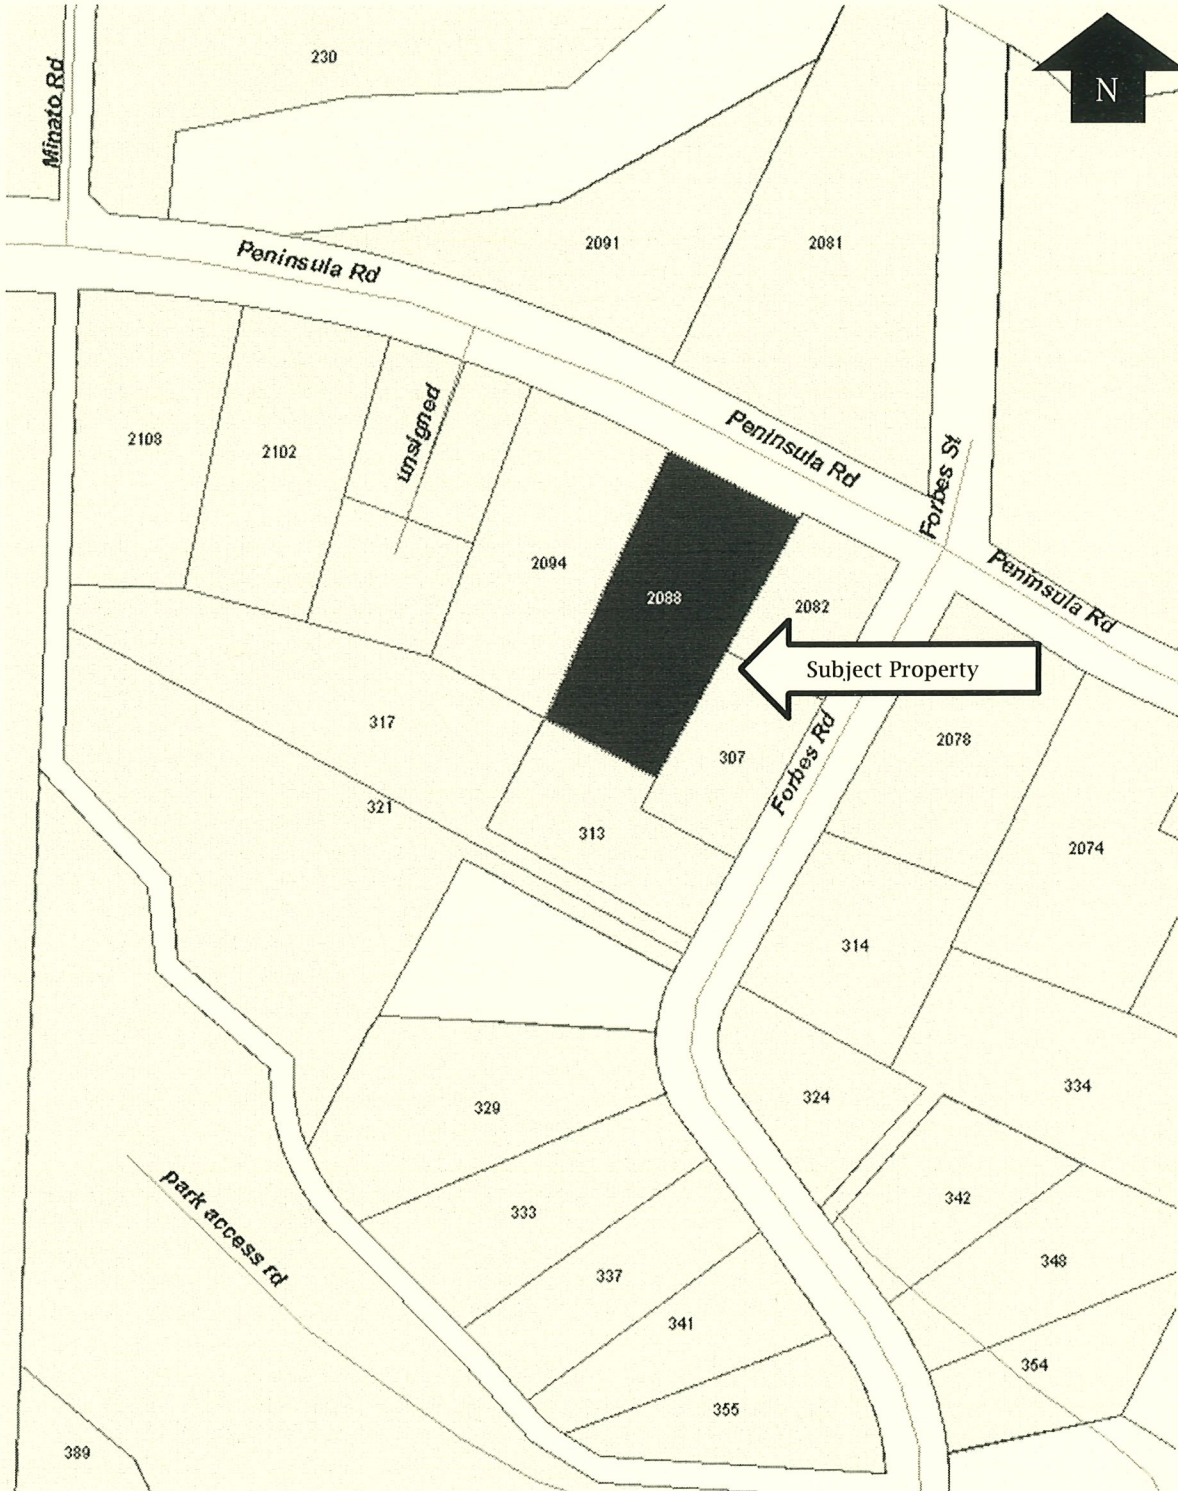 230
Minato Rd
N
2091
2081
Peninsula Rd
unsigned
Peninsula Rd
Forbes St
2108
2102
2094
2088
2082
Peninsula Rd
Subject Property
317
2078
307
Forbes Rd
321
313
2074
314
334
324
329
342
333
park access rd
348
337
341
354
355
389